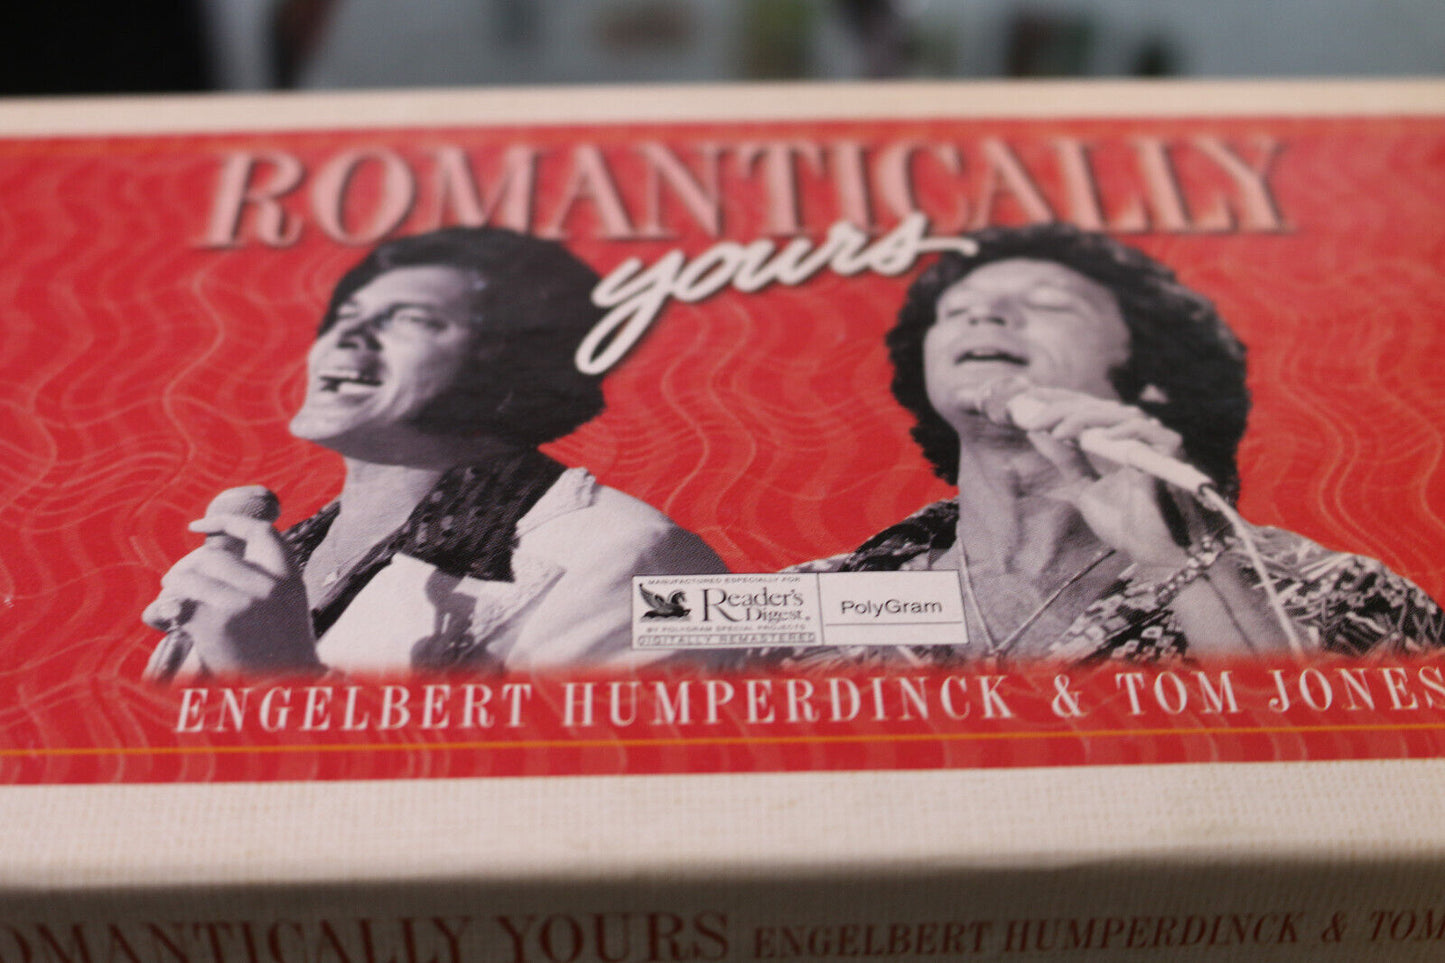 ROMANTICALLY
yours
MANUFACTURED ESPECIALLY FOR
Reader's
Digest®
BY POLYGRAM SPECIAL PROJECTS
DIGITALLY REMASTERED
PolyGram
ENGELBERT HUMPERDINCK & TOM JONES
OMANTICALLY YOURS ENGELBERT HUMPERDINCK & TOM